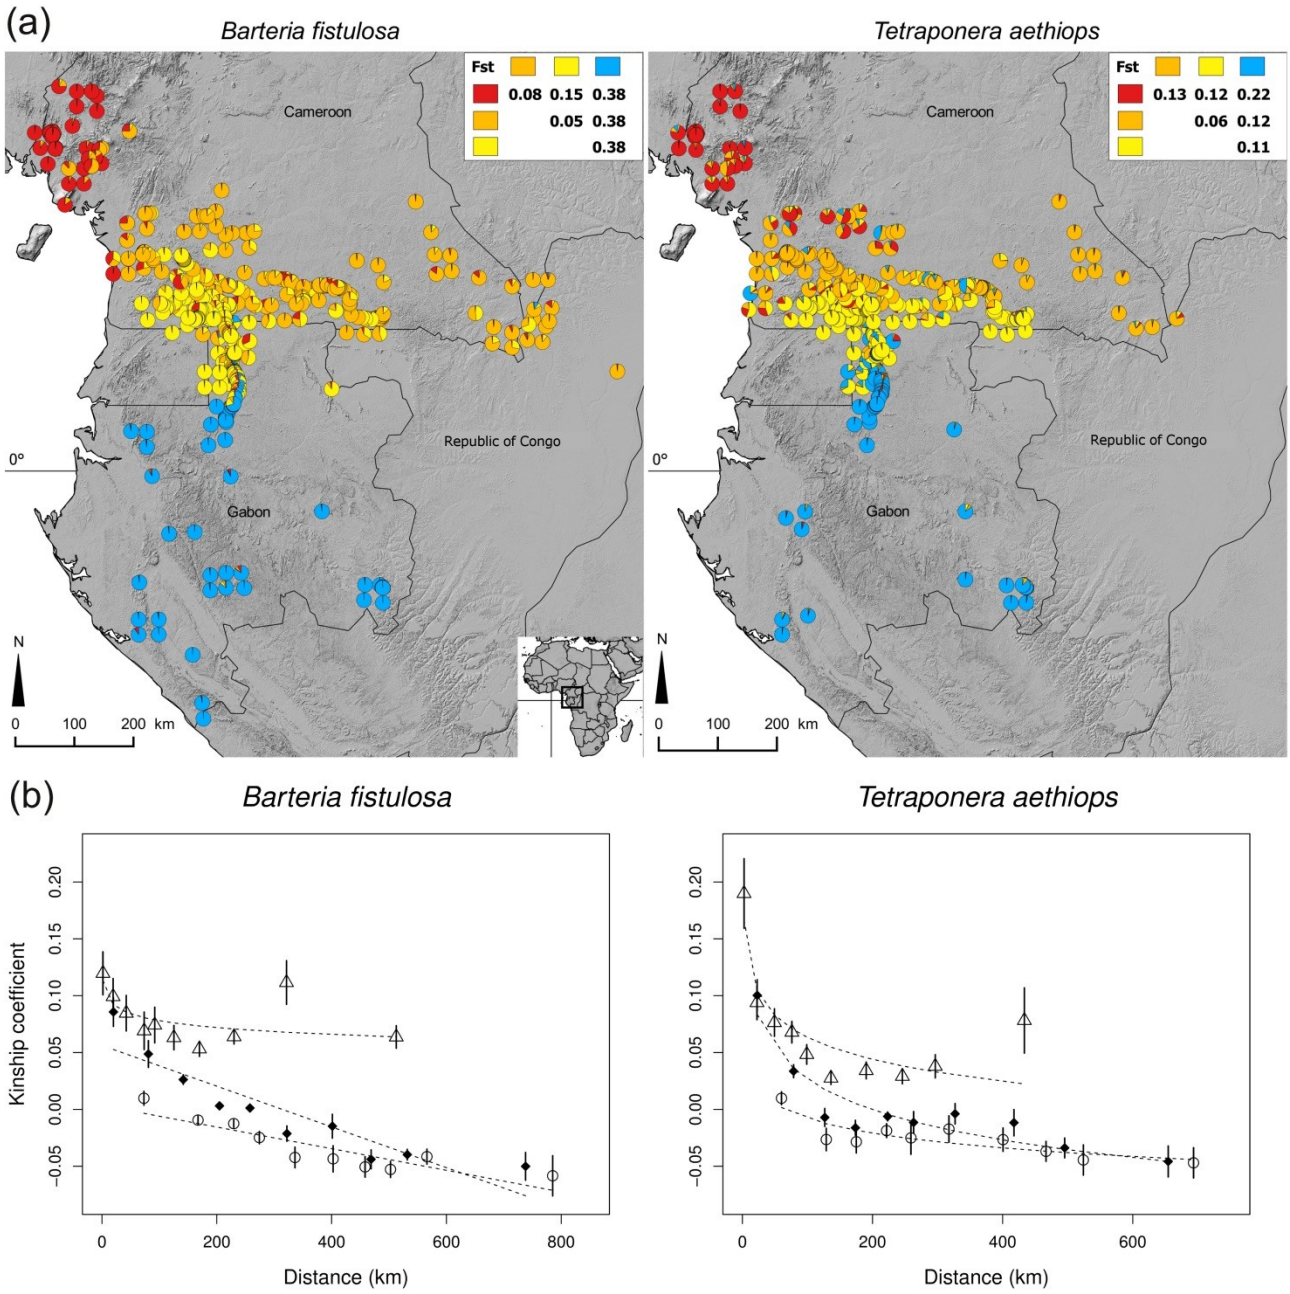 (a)
Barteria fistulosa
Tetraponera aethiops
Fst
0.08 0.15 0.38
0.05 0.38
0.38
Cameroon
Republic of Congo
0°
Gabon
N
0 100 200 km
Fst
0.13 0.12 0.22
0.06 0.12
0.11
Cameroon
Republic of Congo
0°
Gabon
N
0 100 200 km
(b)
Barteria fistulosa
Tetraponera aethiops
Kinship coefficient
0.20
0.15
0.10
0.05
0.00
−0.05
0 200 400 600 800
Distance (km)
0.20
0.15
0.10
0.05
0.00
−0.05
0 200 400 600
Distance (km)